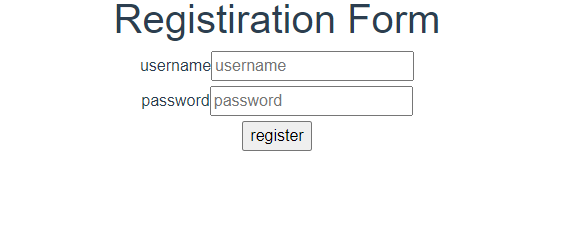 Registiration Form
username username
password password
register